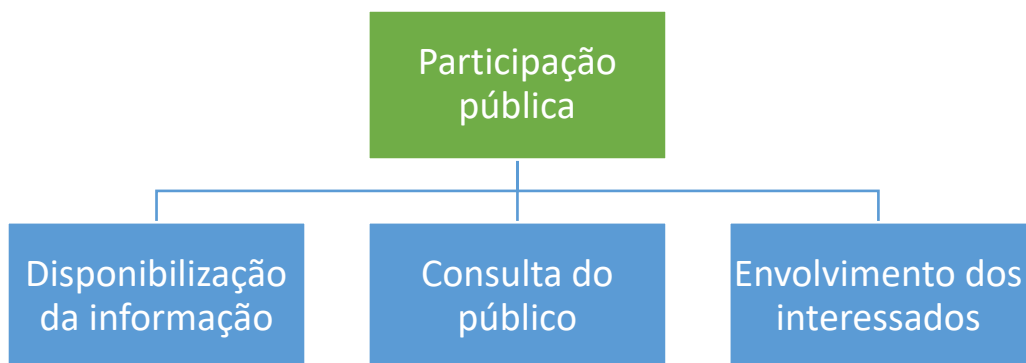 Participação
pública
Disponibilização
da informação
Consulta do
público
Envolvimento dos
interessados